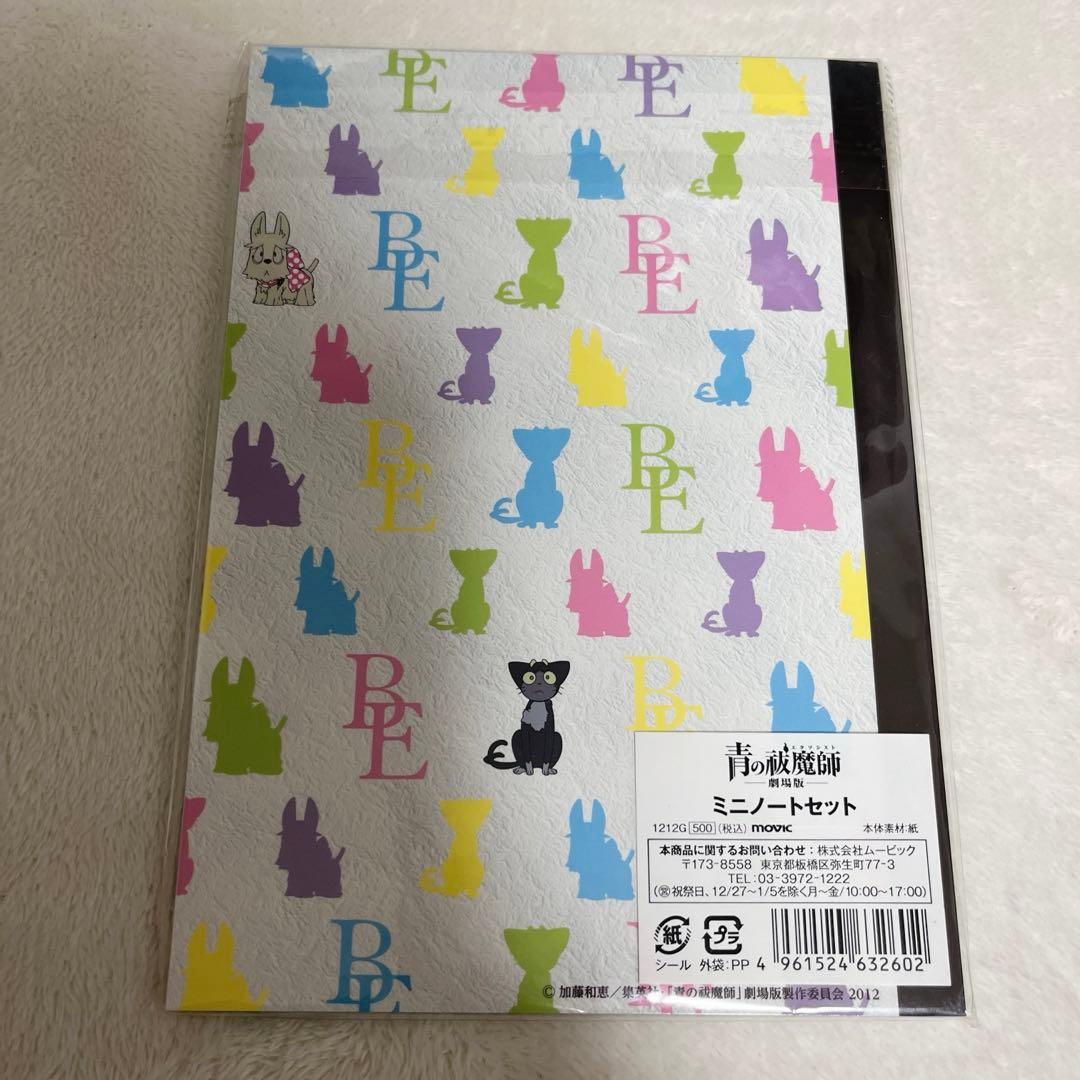 BE BE
BE BE
BE BE
BE BE
BE
エクソシスト
青の祓魔師
劇場版
ミニノートセット
1212G 500 (税込) movic 本体素材:紙
本商品に関するお問い合わせ:株式会社ムービック
〒173-8558 東京都板橋区弥生町77-3
TEL:03-3972-1222
(営 祝祭日、12/27~1/5を除く月~金/10:00~17:00)
紙 プラ
シール 外袋:PP 4 961524 632602
© 加藤和恵/集英社・「青の祓魔師」劇場版製作委員会 2012